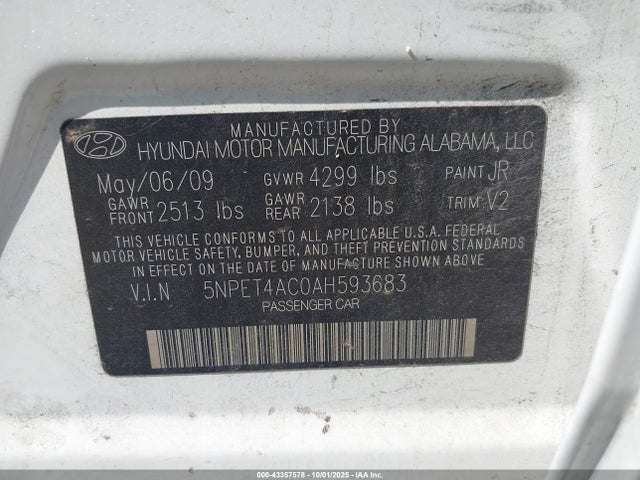 MANUFACTURED BY
HYUNDAI MOTOR MANUFACTURING ALABAMA, LLC
May/06/09 GVWR 4299 lbs PAINT JR
GAWR FRONT 2513 lbs GAWR REAR 2138 lbs TRIM V2
THIS VEHICLE CONFORMS TO ALL APPLICABLE U.S.A. FEDERAL
MOTOR VEHICLE SAFETY, BUMPER, AND THEFT PREVENTION STANDARDS
IN EFFECT ON THE DATE OF MANUFACTURE SHOWN ABOVE
V.I.N 5NPET4AC0AH593683
PASSENGER CAR
000-43357578 - 10/01/2025 - COPART